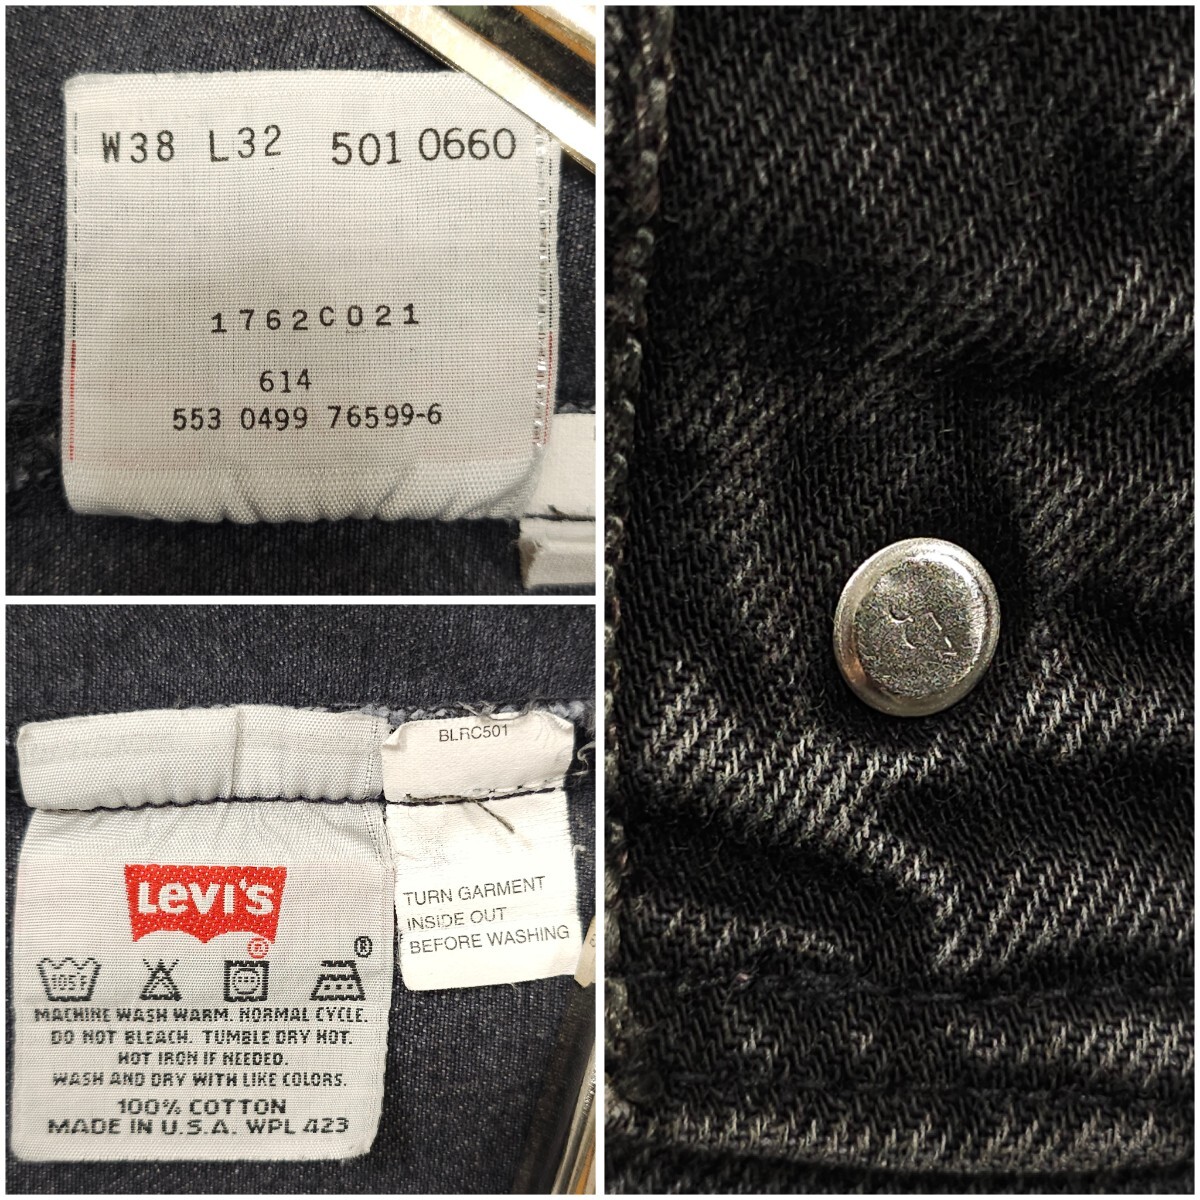 W38 L32 501 0660
1762C021
614
553 0499 76599-6
BLRC501
TURN GARMENT
INSIDE OUT
BEFORE WASHING
LEVI'S
®
®
105F
MACHINE WASH WARM. NORMAL CYCLE.
DO NOT BLEACH. TUMBLE DRY HOT.
HOT IRON IF NEEDED.
WASH AND DRY WITH LIKE COLORS.
100% COTTON
MADE IN U.S.A. WPL 423